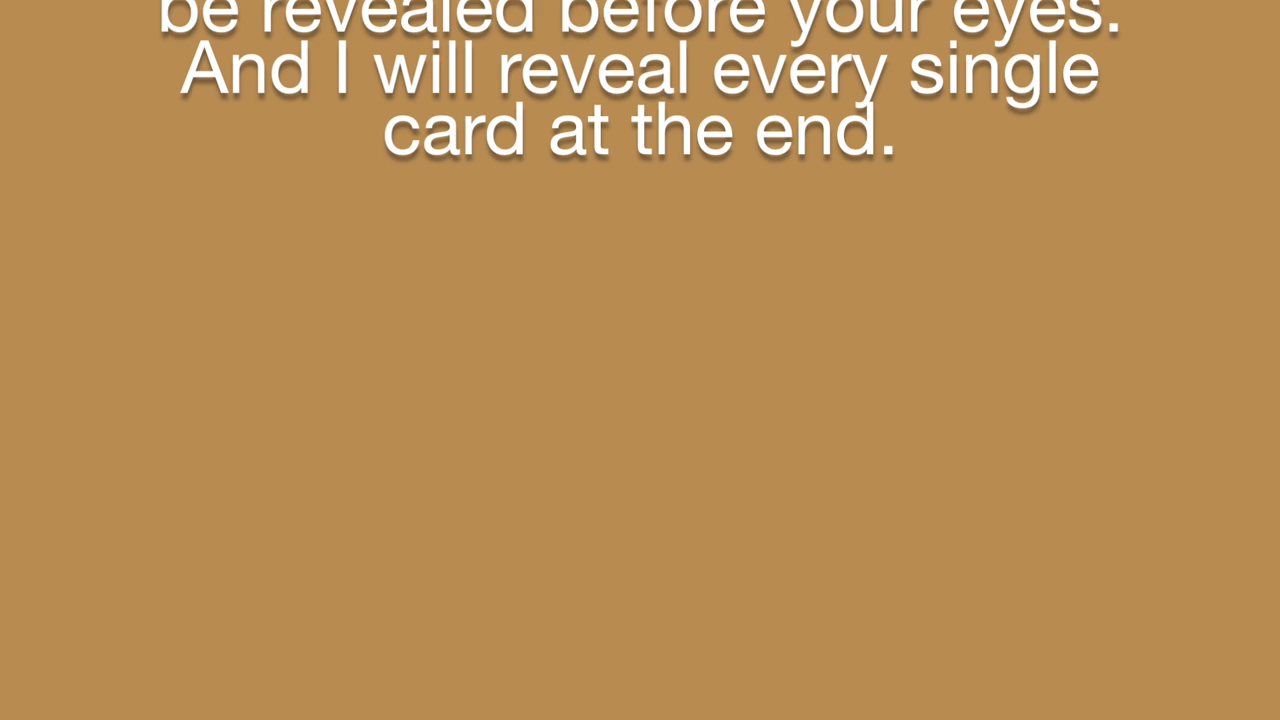 be revealed before your eyes.
And I will reveal every single
card at the end.